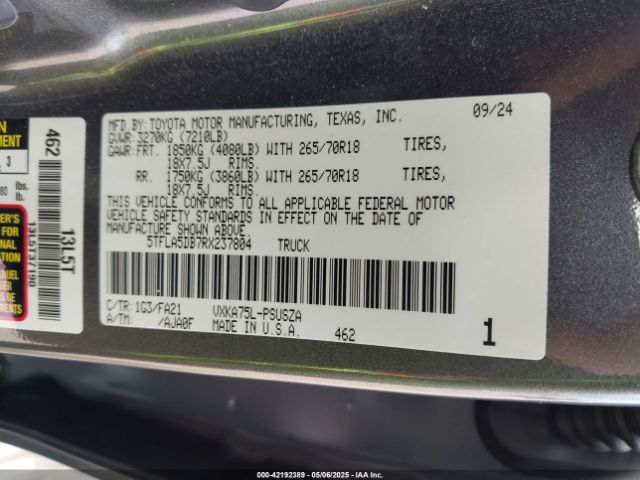 MFD BY: TOYOTA MOTOR MANUFACTURING, TEXAS, INC. 09/24
GVWR: 3270KG (7210LB)
GAWR: FRT. 1850KG (4080LB) WITH 265/70R18 TIRES,
18X7.5J RIMS.
RR. 1750KG (3860LB) WITH 265/70R18 TIRES,
18X7.5J RIMS.
THIS VEHICLE CONFORMS TO ALL APPLICABLE FEDERAL MOTOR
VEHICLE SAFETY STANDARDS IN EFFECT ON THE DATE OF
MANUFACTURE SHOWN ABOVE.
5TFLA5DB7RX237804 TRUCK
C/TR: 1G3/FA21 VXKA75L-PSUSZA
A/TM: /AJA0F MADE IN U.S.A. 462
1
462
13L5T
13L5T37190
3
80 lbs.
lb.
000-42192389 - 05/06/2025 - IAA Inc.